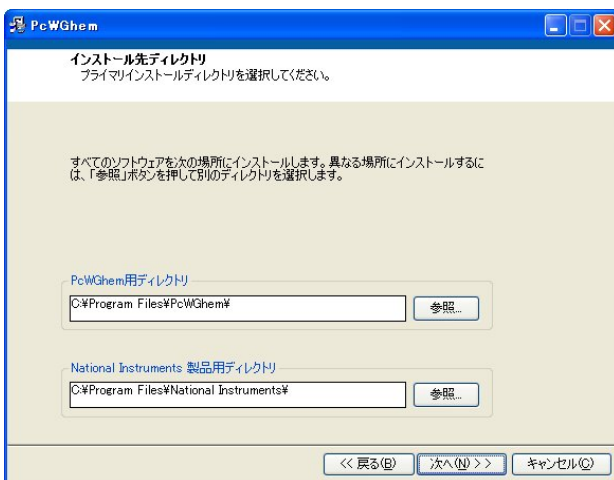 PcWGhem
インストール先ディレクトリ
プライマリインストールディレクトリを選択してください。
すべてのソフトウェアを次の場所にインストールします。異なる場所にインストールするに
は、「参照」ボタンを押して別のディレクトリを選択します。
PcWGhem用ディレクトリ
C:¥Program Files¥PcWGhem¥
参照...
National Instruments 製品用ディレクトリ
C:¥Program Files¥National Instruments¥
参照...
<< 戻る(B) 次へ(N) >> キャンセル(C)